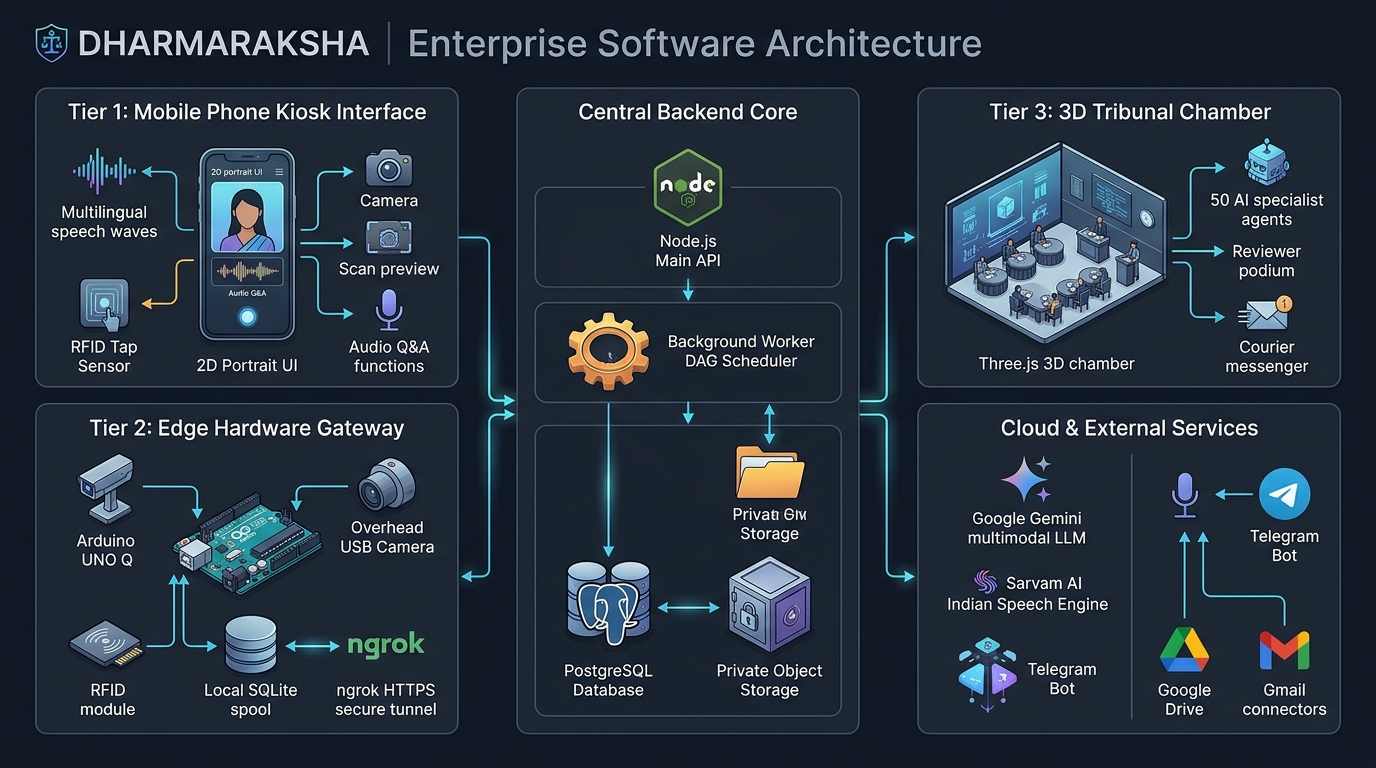 DHARMARAKSHA | Enterprise Software Architecture
Tier 1: Mobile Phone Kiosk Interface
Multilingual
speech waves
2D portrait UI
Aurtle G&A
Camera
Scan preview
RFID Tap
Sensor
2D Portrait UI
Audio Q&A
functions
Tier 2: Edge Hardware Gateway
Arduino
UNO Q
Overhead
USB Camera
RFID
module
Local SQLite
spool
ngrok
ngrok HTTPS
secure tunnel
Central Backend Core
node
Node.js
Main API
Background Worker
DAG Scheduler
Storage
PostgreSQL
Database
Private Object
Storage
Tier 3: 3D Tribunal Chamber
50 AI specialist
agents
Reviewer
podium
1
Courier
messenger
Three.js 3D chamber
Cloud & External Services
Google Gemini
multimodal LLM
Sarvam AI
Indian Speech Engine
Telegram
Bot
Telegram
Bot
Google
Drive
Gmail
connectors